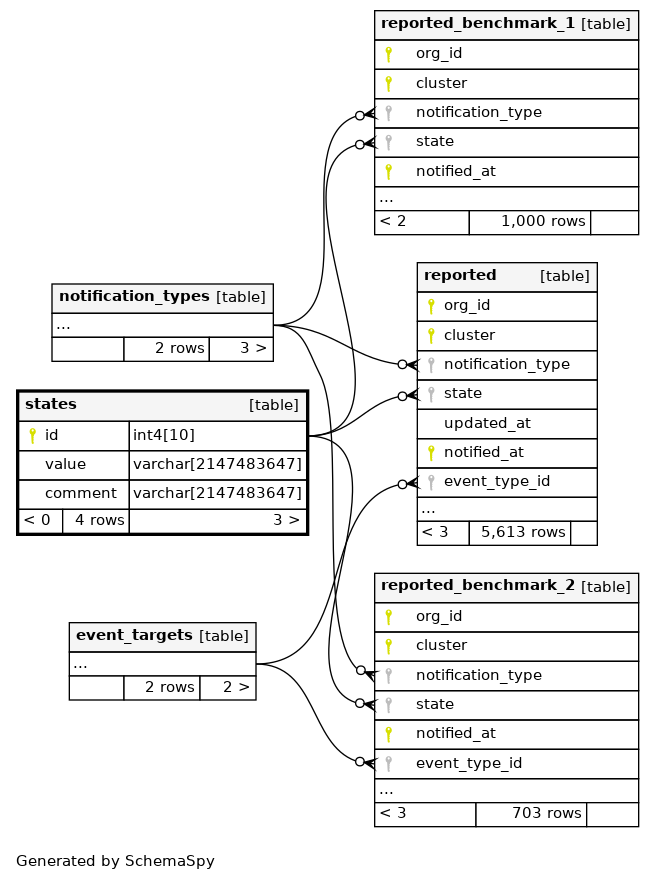 reported_benchmark_1 [table]
org_id
cluster
notification_type
state
notified_at
...
< 2 1,000 rows
notification_types [table]
...
2 rows 3 >
reported [table]
org_id
cluster
notification_type
state
updated_at
notified_at
event_type_id
...
< 3 5,613 rows
states [table]
id int4[10]
value varchar[2147483647]
comment varchar[2147483647]
< 0 4 rows 3 >
event_targets [table]
...
2 rows 2 >
reported_benchmark_2 [table]
org_id
cluster
notification_type
state
notified_at
event_type_id
...
< 3 703 rows
Generated by SchemaSpy